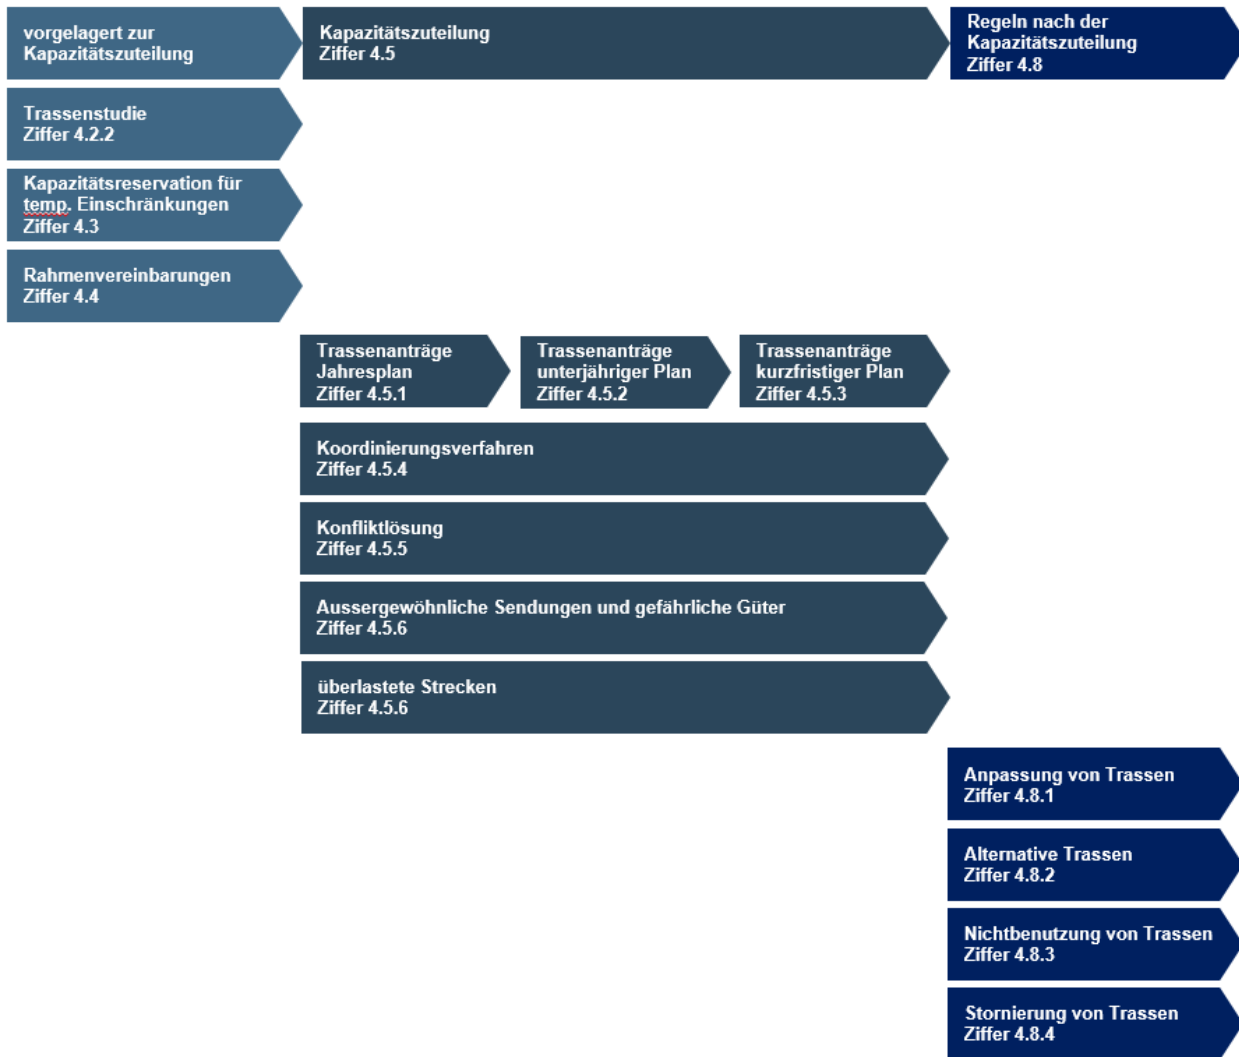 vorgelagert zur
Kapazitätszuteilung
Kapazitätszuteilung
Ziffer 4.5
Regeln nach der
Kapazitätszuteilung
Ziffer 4.8
Trassenstudie
Ziffer 4.2.2
Kapazitätsreservation für
temp. Einschränkungen
Ziffer 4.3
Rahmenvereinbarungen
Ziffer 4.4
Trassenanträge
Jahresplan
Ziffer 4.5.1
Trassenanträge
unterjähriger Plan
Ziffer 4.5.2
Trassenanträge
kurzfristiger Plan
Ziffer 4.5.3
Koordinierungsverfahren
Ziffer 4.5.4
Konfliktlösung
Ziffer 4.5.5
Aussergewöhnliche Sendungen und gefährliche Güter
Ziffer 4.5.6
überlastete Strecken
Ziffer 4.5.6
Anpassung von Trassen
Ziffer 4.8.1
Alternative Trassen
Ziffer 4.8.2
Nichtbenutzung von Trassen
Ziffer 4.8.3
Stornierung von Trassen
Ziffer 4.8.4